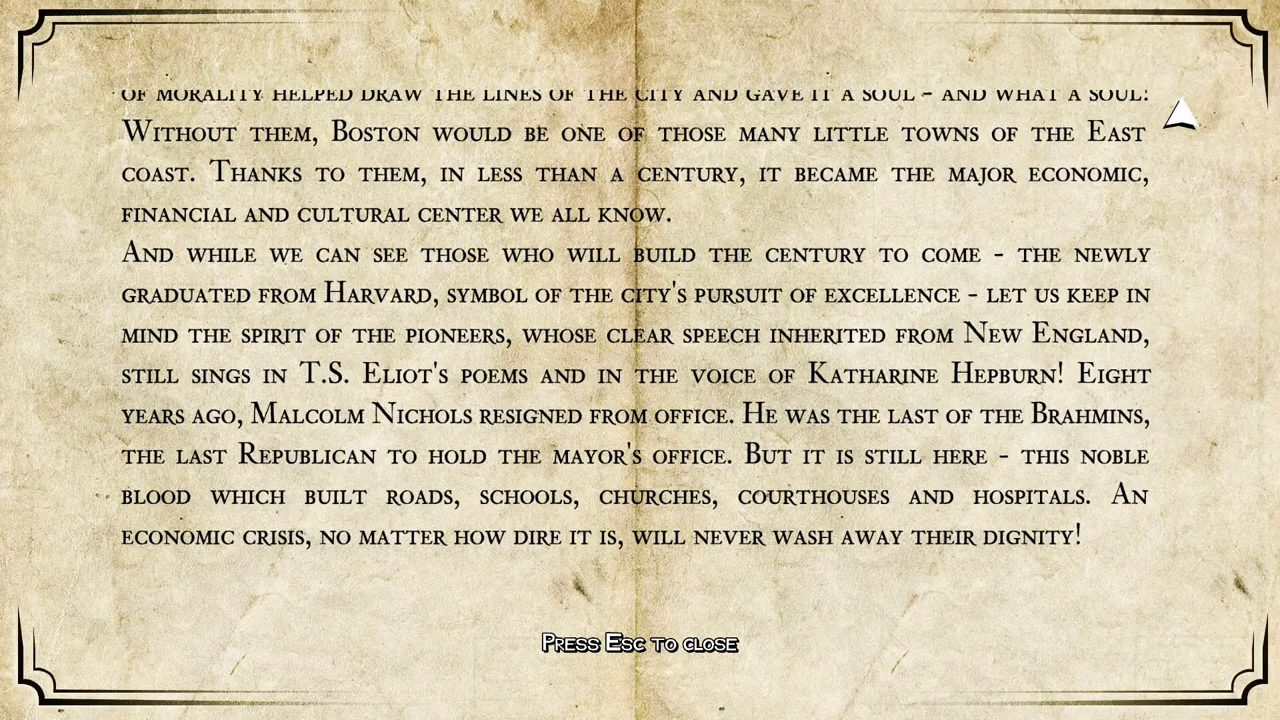 of morality helped draw the lines of the city and gave it a soul - and what a soul!
Without them, Boston would be one of those many little towns of the East
coast. Thanks to them, in less than a century, it became the major economic,
financial and cultural center we all know.
And while we can see those who will build the century to come - the newly
graduated from Harvard, symbol of the city's pursuit of excellence - let us keep in
mind the spirit of the pioneers, whose clear speech inherited from New England,
still sings in T.S. Eliot's poems and in the voice of Katharine Hepburn! Eight
years ago, Malcolm Nichols resigned from office. He was the last of the Brahmins,
the last Republican to hold the mayor's office. But it is still here - this noble
blood which built roads, schools, churches, courthouses and hospitals. An
economic crisis, no matter how dire it is, will never wash away their dignity!
Press Esc to close